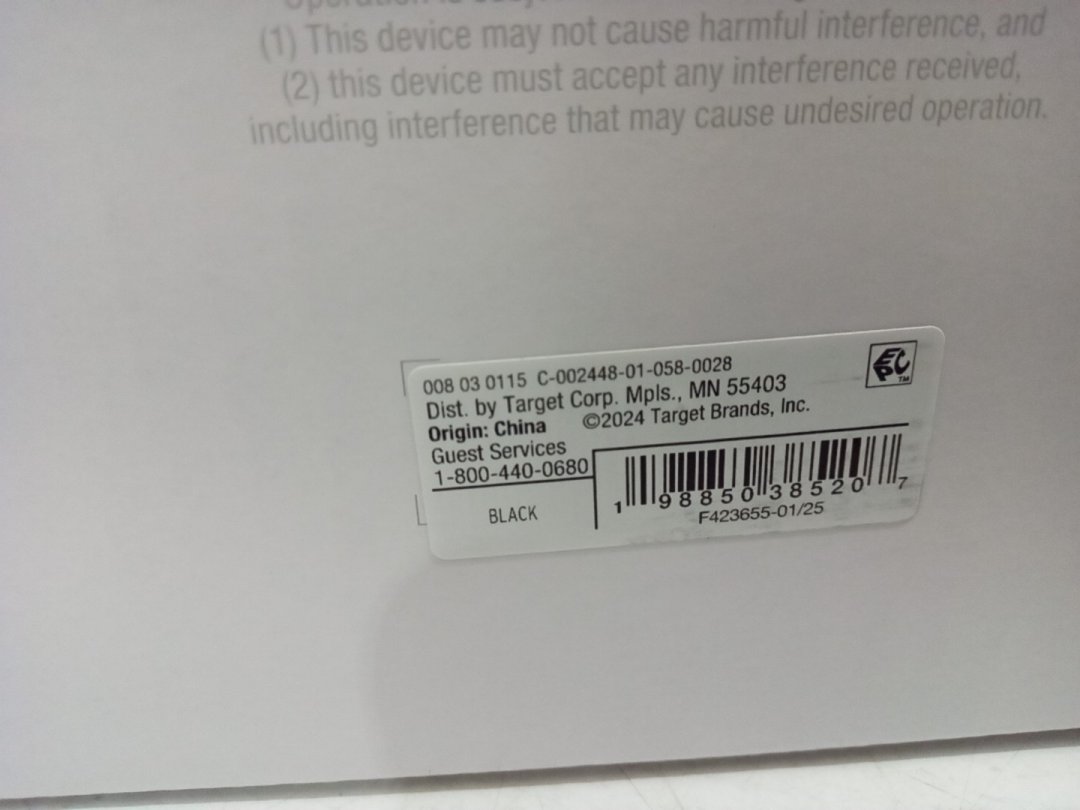 (1) This device may not cause harmful interference, and
(2) this device must accept any interference received,
including interference that may cause undesired operation.
008 03 0115 C-002448-01-058-0028
Dist. by Target Corp. Mpls., MN 55403
Origin: China ©2024 Target Brands, Inc.
Guest Services
1-800-440-0680
BLACK
1 98850 38520 7
F423655-01/25
EPC TM